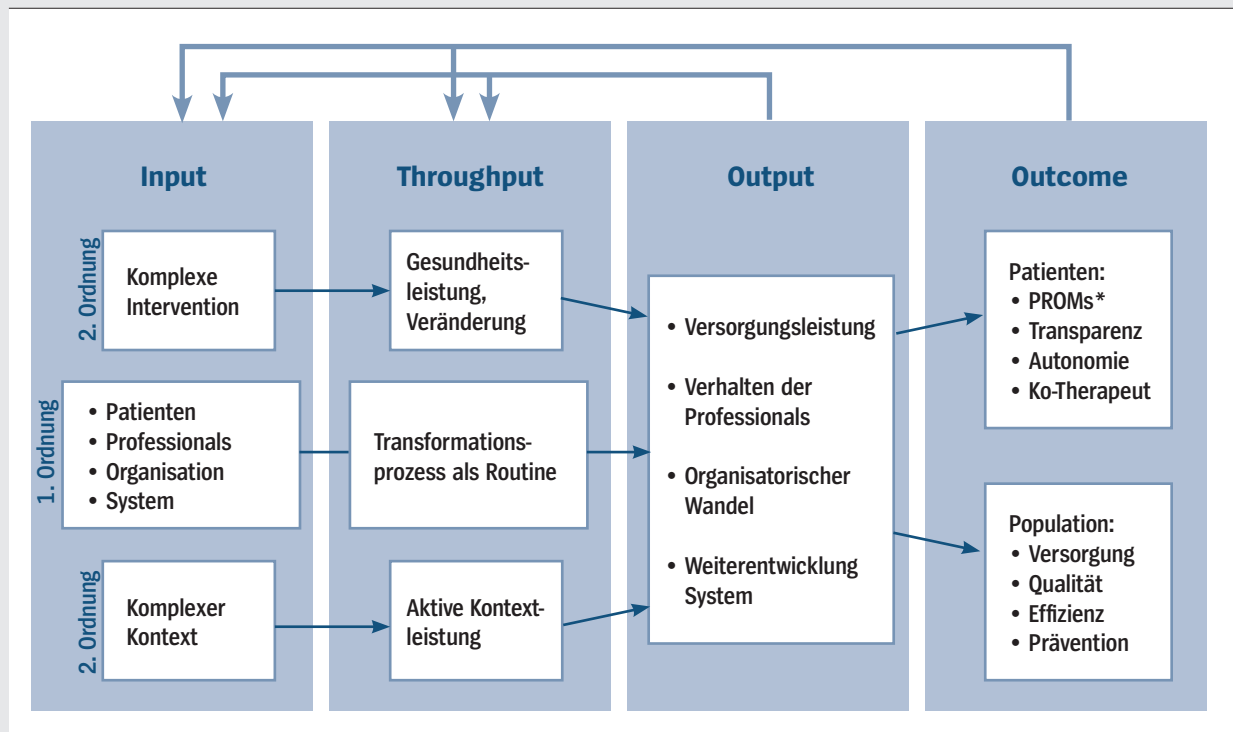 Input
2. Ordnung
Komplexe
Intervention
1. Ordnung
• Patienten
• Professionals
• Organisation
• System
2. Ordnung
Komplexer
Kontext
Throughput
Gesundheits-
leistung,
Veränderung
Transformations-
prozess als Routine
Aktive Kontext-
leistung
Output
• Versorgungsleistung
• Verhalten der
Professionals
• Organisatorischer
Wandel
• Weiterentwicklung
System
Outcome
Patienten:
• PROMs*
• Transparenz
• Autonomie
• Ko-Therapeut
Population:
• Versorgung
• Qualität
• Effizienz
• Prävention